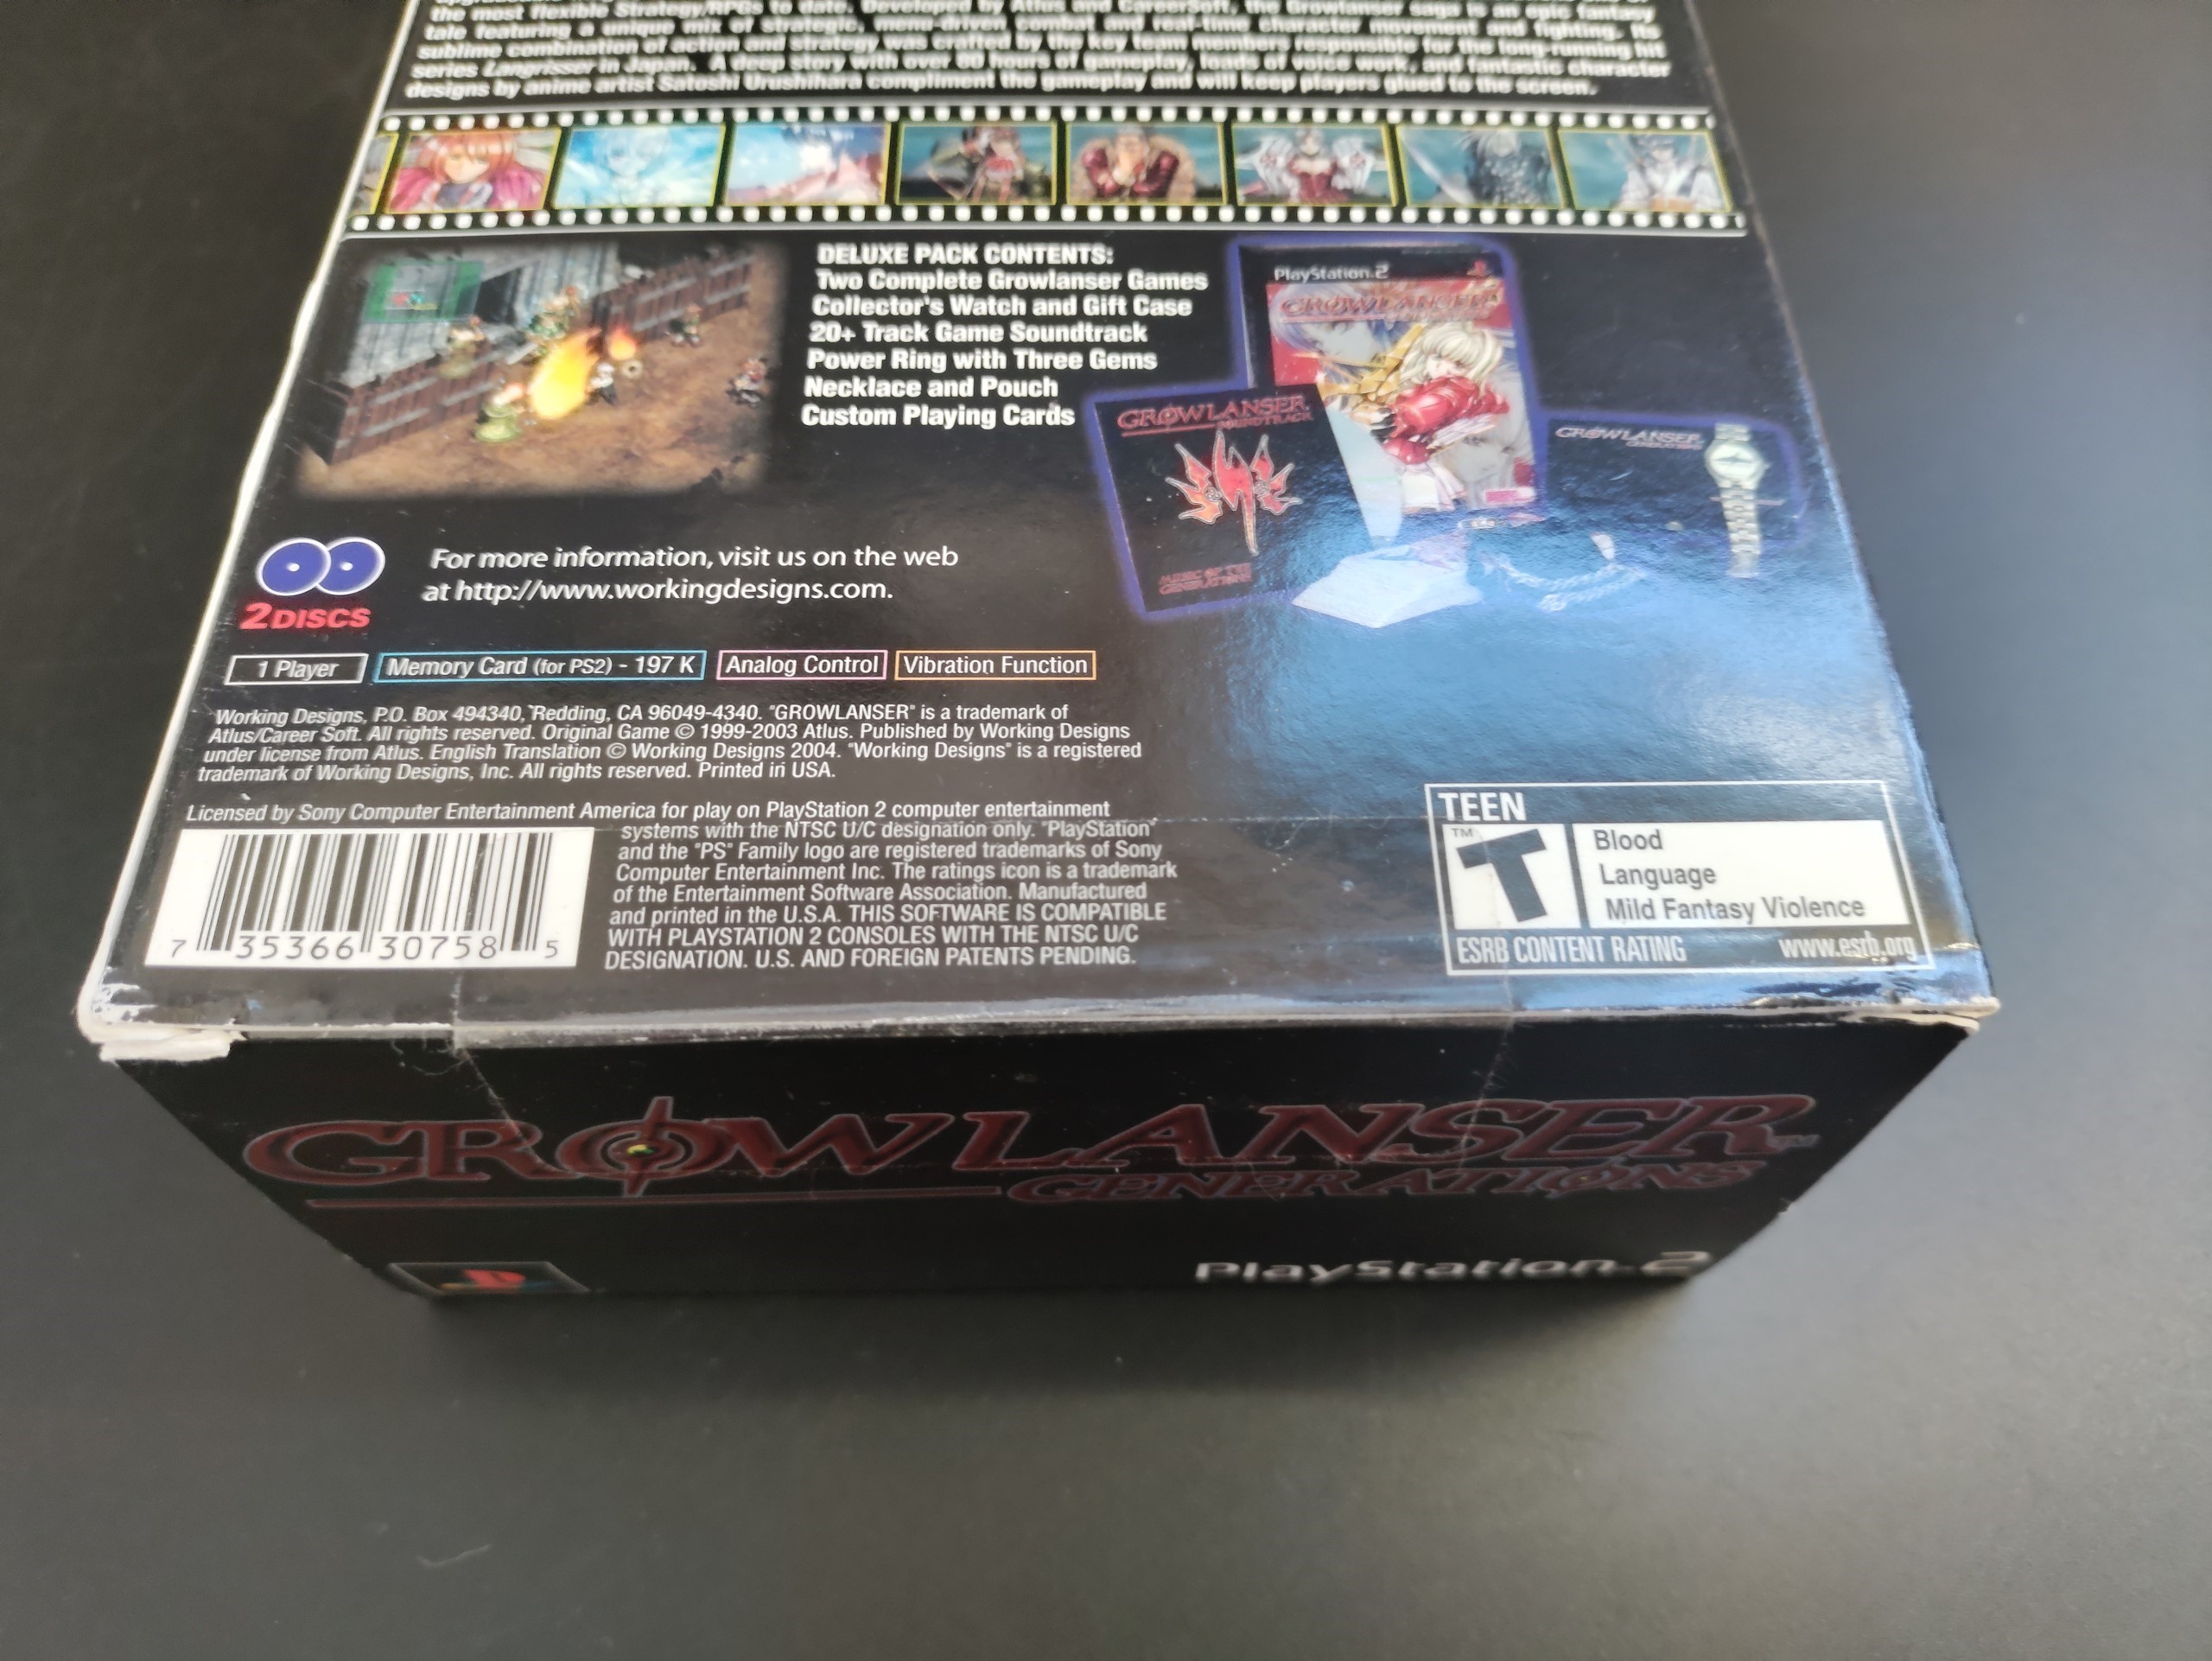 the most flexible Strategy/RPGs to date. Developed by Atlus and CareerSoft, the Growlanser saga is an epic fantasy
tale featuring a unique mix of strategic, menu-driven combat and real-time character movement and fighting. Its
sublime combination of action and strategy was crafted by the key team members responsible for the long-running hit
series Langrisser in Japan. A deep story with over 60 hours of gameplay, loads of voice work, and fantastic character
designs by anime artist Satoshi Urushihara compliment the gameplay and will keep players glued to the screen.
DELUXE PACK CONTENTS:
Two Complete Growlanser Games
Collector's Watch and Gift Case
20+ Track Game Soundtrack
Power Ring with Three Gems
Necklace and Pouch
Custom Playing Cards
PlayStation.2
GROWLANSER
GROWLANSER
SOUNDTRACK
MUSIC OF THE
GENERATIONS
GROWLANSER
GENERATIONS
2 DISCS
For more information, visit us on the web
at http://www.workingdesigns.com.
1 Player
Memory Card (for PS2) - 197 K
Analog Control
Vibration Function
Working Designs, P.O. Box 494340, Redding, CA 96049-4340. "GROWLANSER" is a trademark of
Atlus/Career Soft. All rights reserved. Original Game © 1999-2003 Atlus. Published by Working Designs
under license from Atlus. English Translation © Working Designs 2004. "Working Designs" is a registered
trademark of Working Designs, Inc. All rights reserved. Printed in USA.
Licensed by Sony Computer Entertainment America for play on PlayStation 2 computer entertainment
systems with the NTSC U/C designation only. "PlayStation"
and the "PS" Family logo are registered trademarks of Sony
Computer Entertainment Inc. The ratings icon is a trademark
of the Entertainment Software Association. Manufactured
and printed in the U.S.A. THIS SOFTWARE IS COMPATIBLE
WITH PLAYSTATION 2 CONSOLES WITH THE NTSC U/C
DESIGNATION. U.S. AND FOREIGN PATENTS PENDING.
7 35366 30758 5
TEEN
T™
Blood
Language
Mild Fantasy Violence
ESRB CONTENT RATING www.esrb.org
GROWLANSER™
GENERATIONS
PlayStation.2